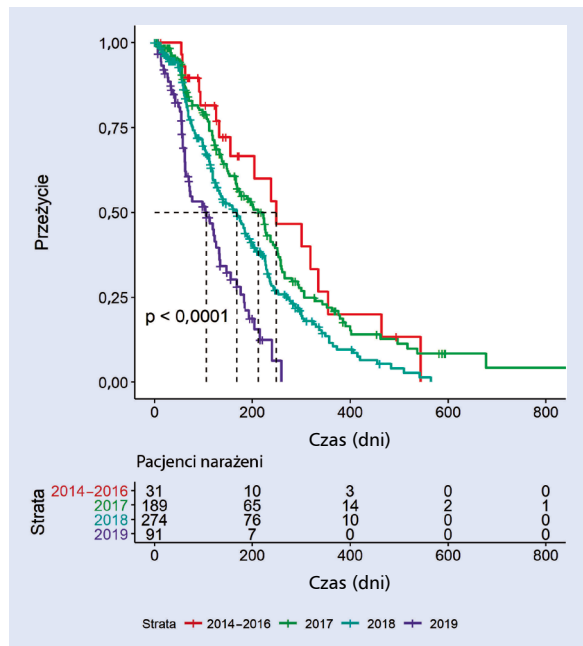 1,00
0,75
0,50
0,25
0,00
Przeżycie
p < 0,0001
0 200 400 600 800
Czas (dni)
Pacjenci narażeni
Strata
2014–2016 31 10 3 0 0
2017 189 65 14 2 1
2018 274 76 10 0 0
2019 91 7 0 0 0
0 200 400 600 800
Czas (dni)
Strata 2014–2016 2017 2018 2019